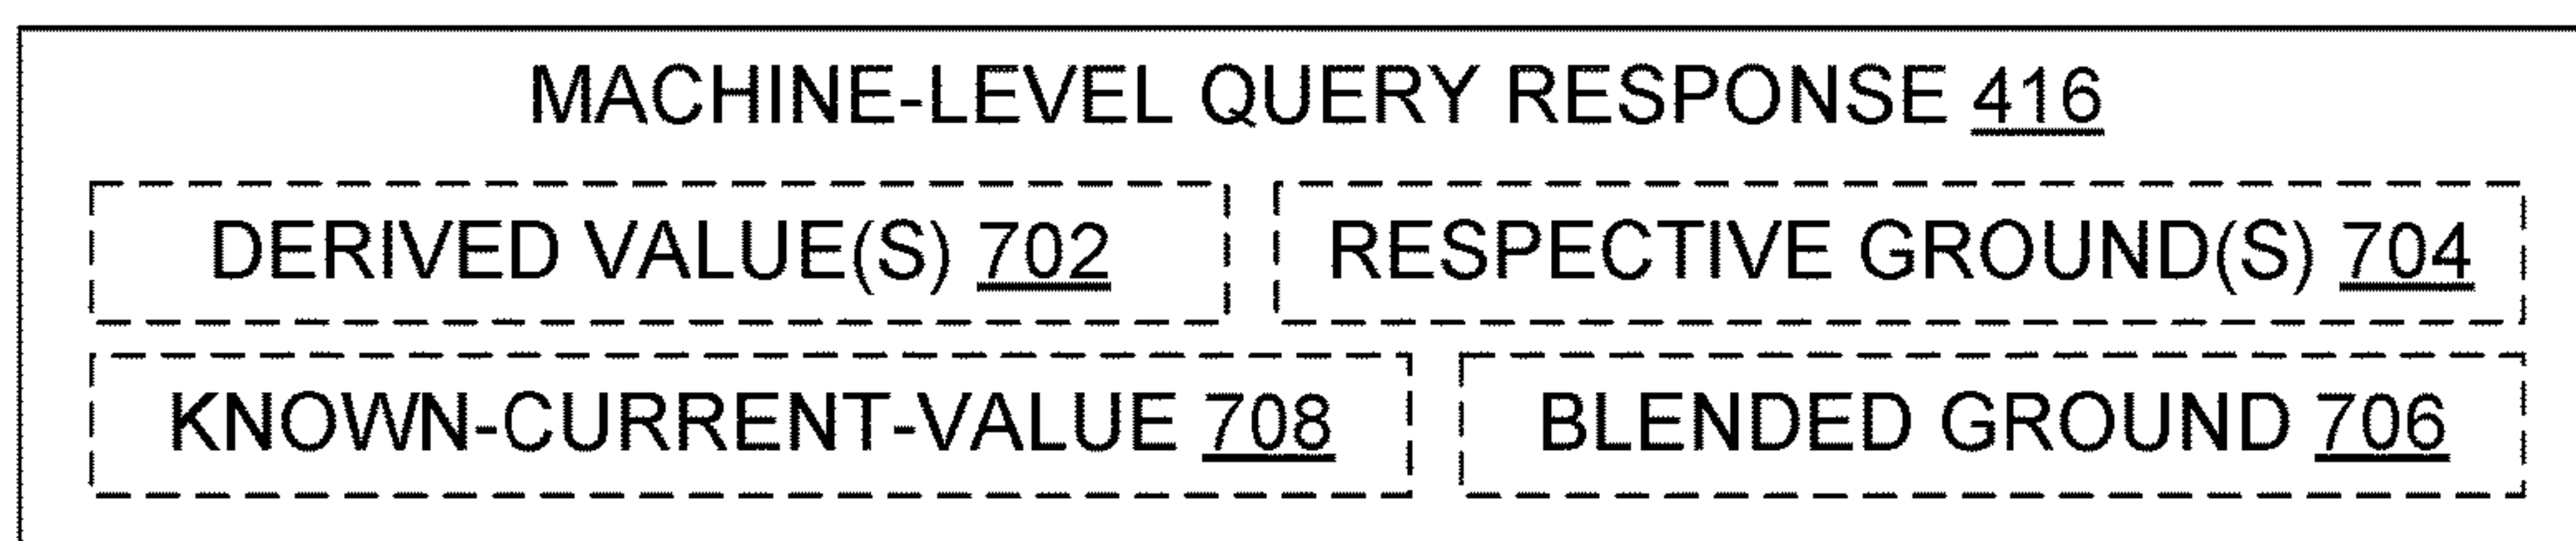 MACHINE-LEVEL QUERY RESPONSE 416
DERIVED VALUE(S) 702 RESPECTIVE GROUND(S) 704
KNOWN-CURRENT-VALUE 708 BLENDED GROUND 706